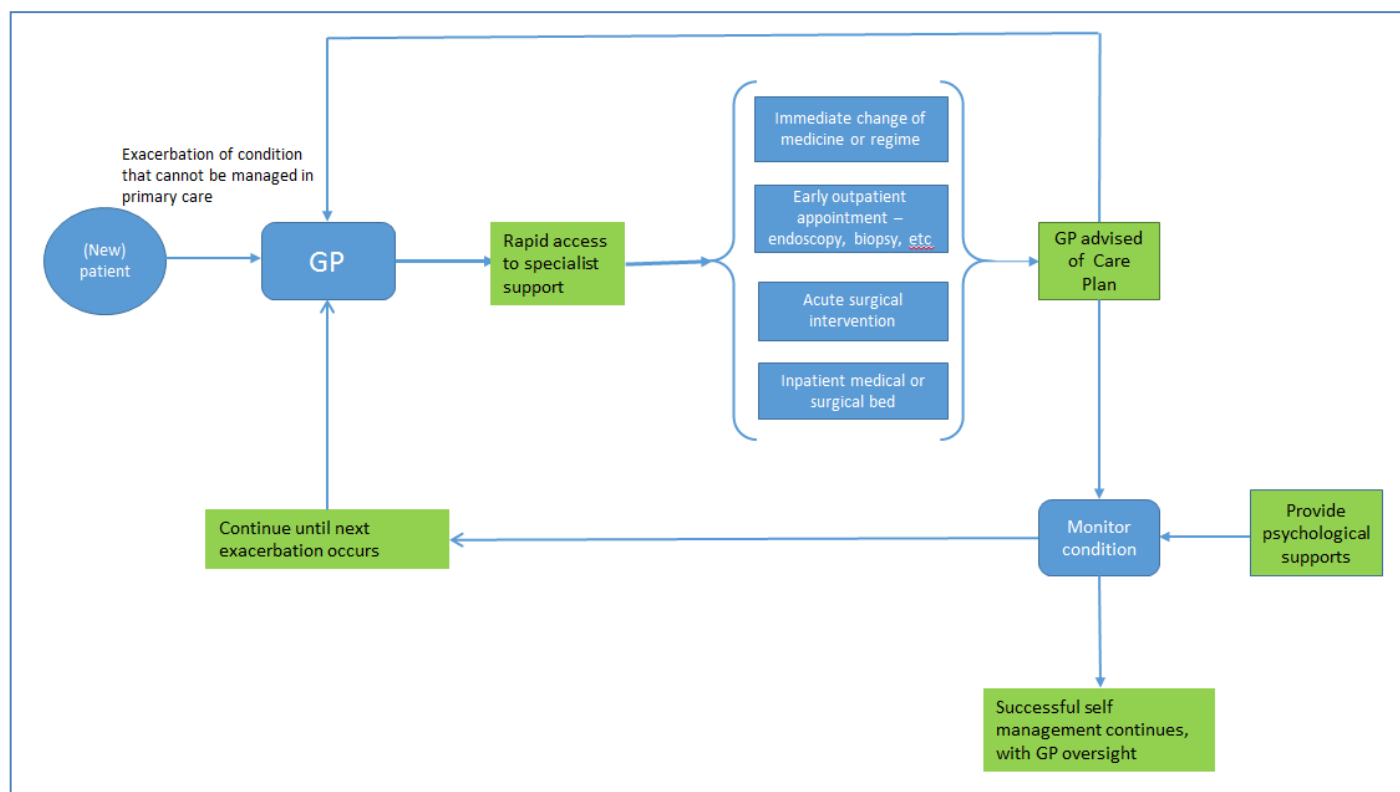 Exacerbation of condition
that cannot be managed in
primary care
(New)
patient
GP
Rapid access
to specialist
support
Immediate change of
medicine or regime
Early outpatient
appointment –
endoscopy, biopsy, etc
Acute surgical
intervention
Inpatient medical or
surgical bed
GP advised
of Care
Plan
Continue until next
exacerbation occurs
Monitor
condition
Provide
psychological
supports
Successful self
management continues,
with GP oversight